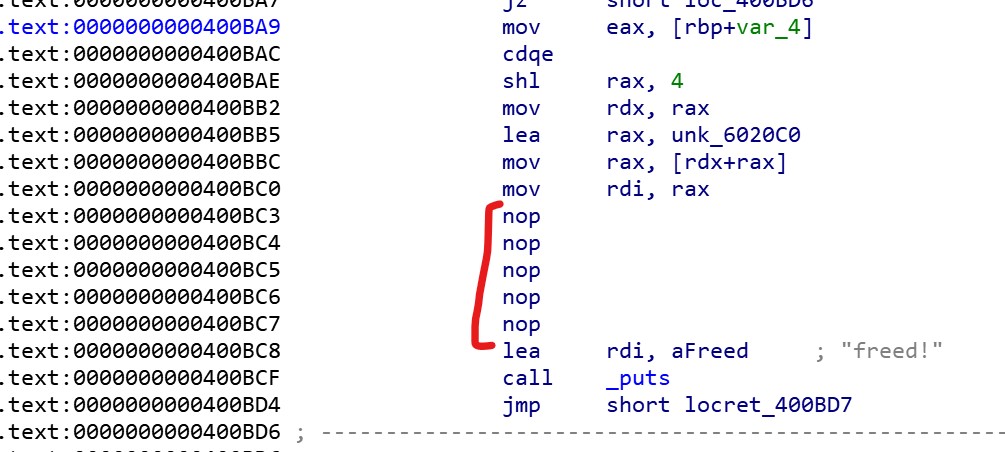 .text:0000000000400BA7 jz short loc_400BD6
.text:0000000000400BA9 mov eax, [rbp+var_4]
.text:0000000000400BAC cdqe
.text:0000000000400BAE shl rax, 4
.text:0000000000400BB2 mov rdx, rax
.text:0000000000400BB5 lea rax, unk_6020C0
.text:0000000000400BBC mov rax, [rdx+rax]
.text:0000000000400BC0 mov rdi, rax
.text:0000000000400BC3 nop
.text:0000000000400BC4 nop
.text:0000000000400BC5 nop
.text:0000000000400BC6 nop
.text:0000000000400BC7 nop
.text:0000000000400BC8 lea rdi, aFreed ; "freed!"
.text:0000000000400BCF call _puts
.text:0000000000400BD4 jmp short locret_400BD7
.text:0000000000400BD6 ; ---------------------------------------------------